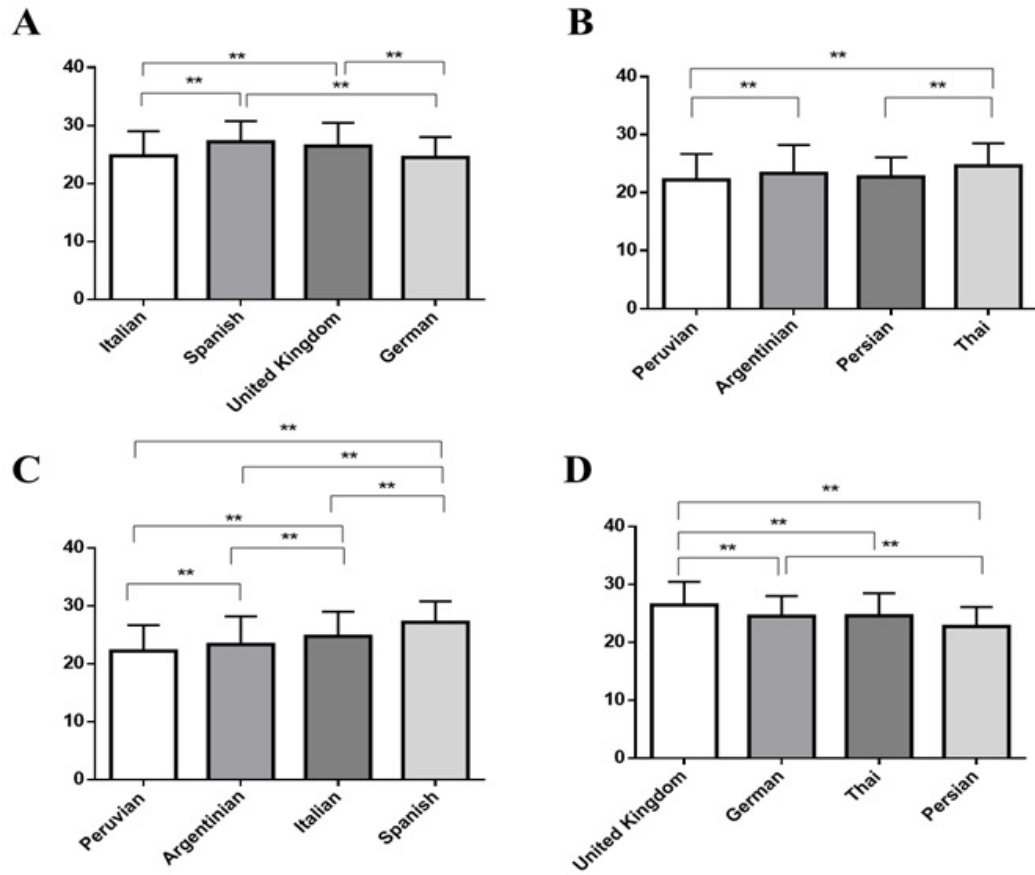 A
**
**
**
**
40
30
20
10
0
Italian
Spanish
United Kingdom
German
B
**
**
**
40
30
20
10
0
Peruvian
Argentinian
Persian
Thai
C
**
**
**
**
**
**
40
30
20
10
0
Peruvian
Argentinian
Italian
Spanish
D
**
**
**
**
40
30
20
10
0
United Kingdom
German
Thai
Persian